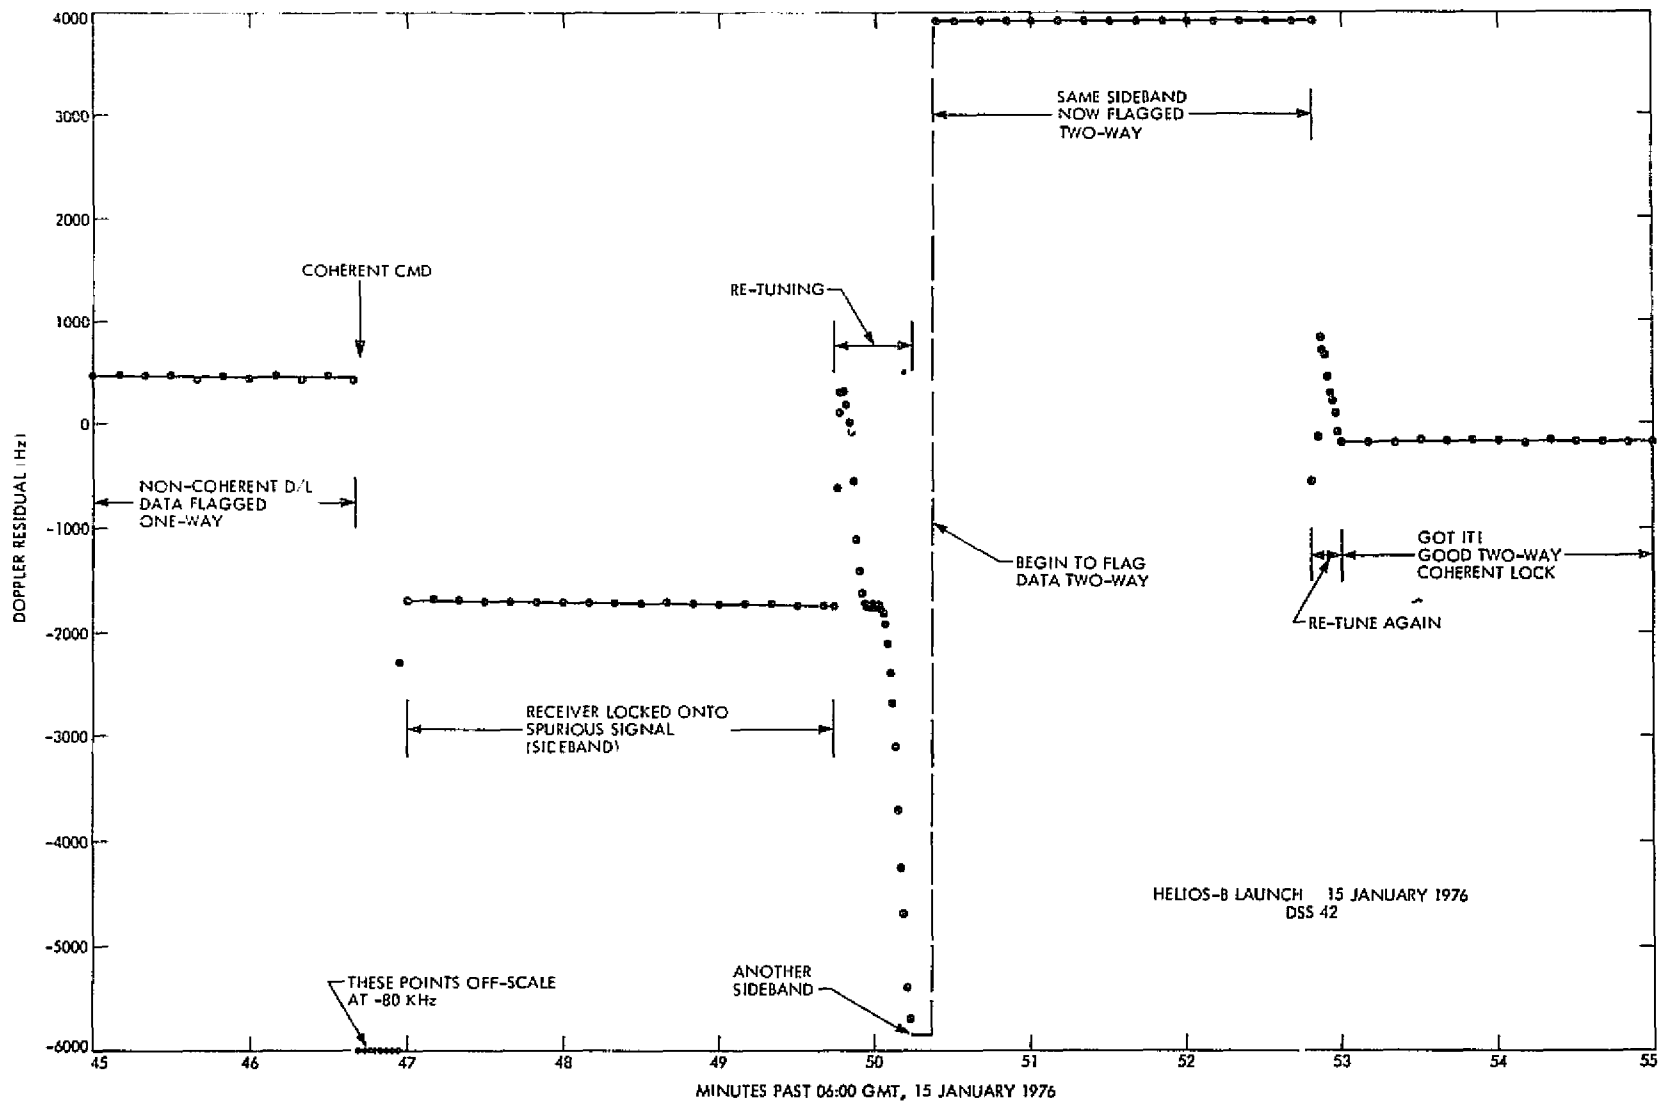 4000
3000
2000
1000
0
-1000
-2000
-3000
-4000
-5000
-6000
DOPPLER RESIDUAL (Hz)
COHERENT CMD
NON-COHERENT D/L
DATA FLAGGED
ONE-WAY
THESE POINTS OFF-SCALE
AT -80 KHz
RECEIVER LOCKED ONTO
SPURIOUS SIGNAL
(SIDEBAND)
RE-TUNING
ANOTHER
SIDEBAND
SAME SIDEBAND
NOW FLAGGED
TWO-WAY
BEGIN TO FLAG
DATA TWO-WAY
GOT IT!
GOOD TWO-WAY
COHERENT LOCK
RE-TUNE AGAIN
HELIOS-B LAUNCH 15 JANUARY 1976
DSS 42
45 46 47 48 49 50 51 52 53 54 55
MINUTES PAST 06:00 GMT, 15 JANUARY 1976